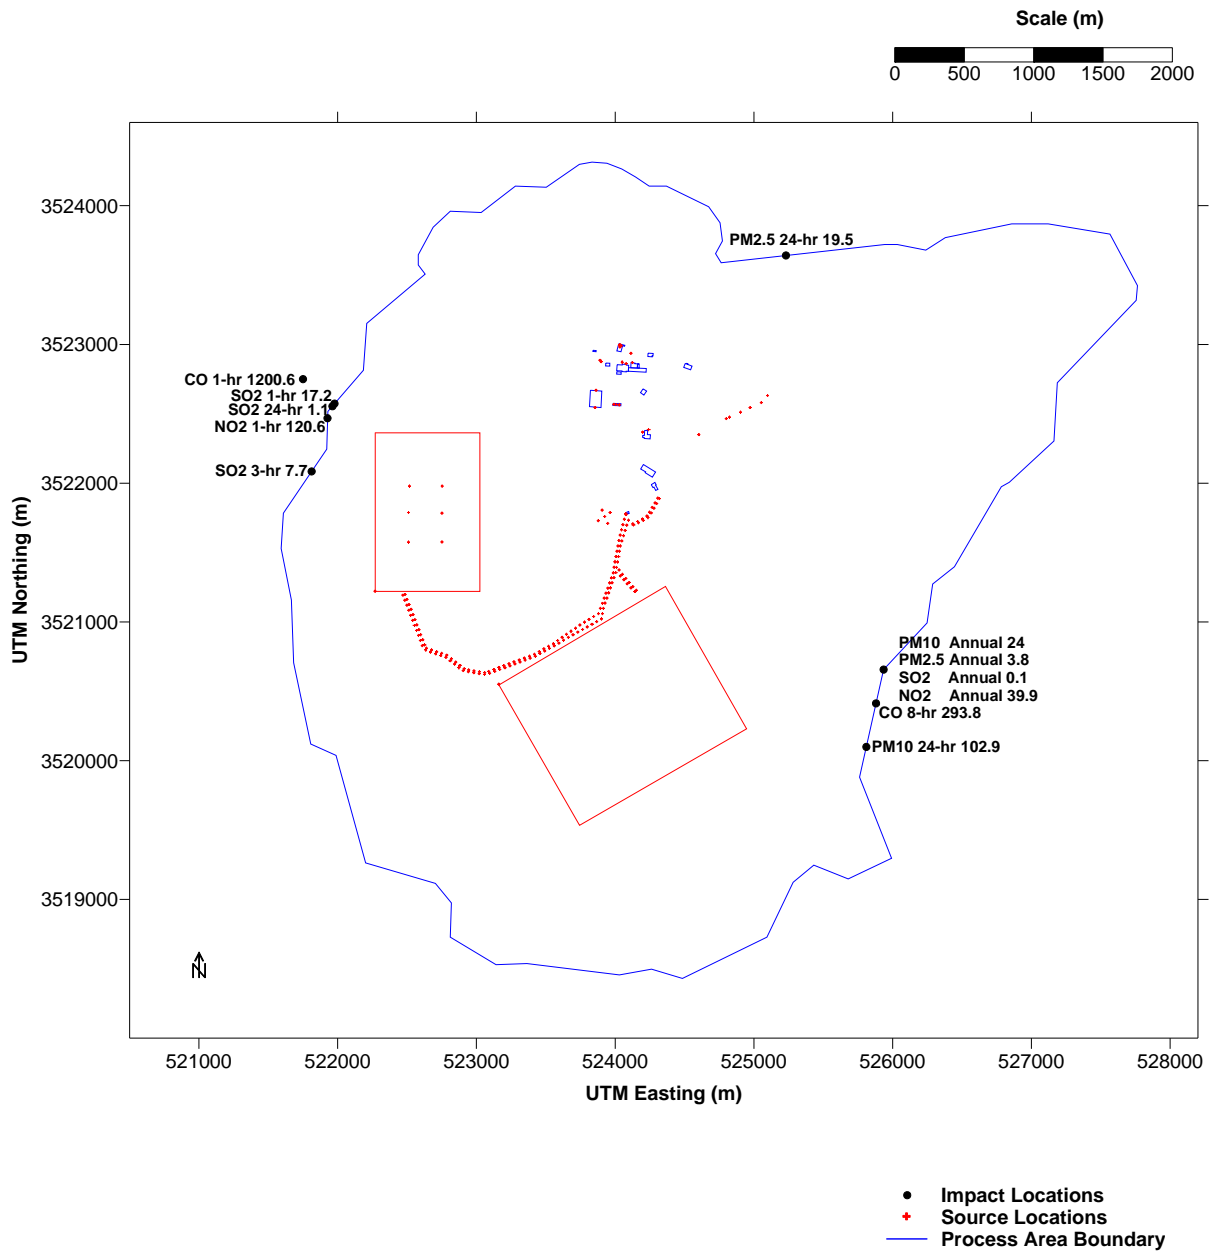 Scale (m)
0 500 1000 1500 2000
3524000
3523000
3522000
3521000
3520000
3519000
UTM Northing (m)
PM2.5 24-hr 19.5
CO 1-hr 1200.6
SO2 1-hr 17.2
SO2 24-hr 1.1
NO2 1-hr 120.6
SO2 3-hr 7.7
PM10 Annual 24
PM2.5 Annual 3.8
SO2 Annual 0.1
NO2 Annual 39.9
CO 8-hr 293.8
PM10 24-hr 102.9
N
521000 522000 523000 524000 525000 526000 527000 528000
UTM Easting (m)
Impact Locations
Source Locations
Process Area Boundary